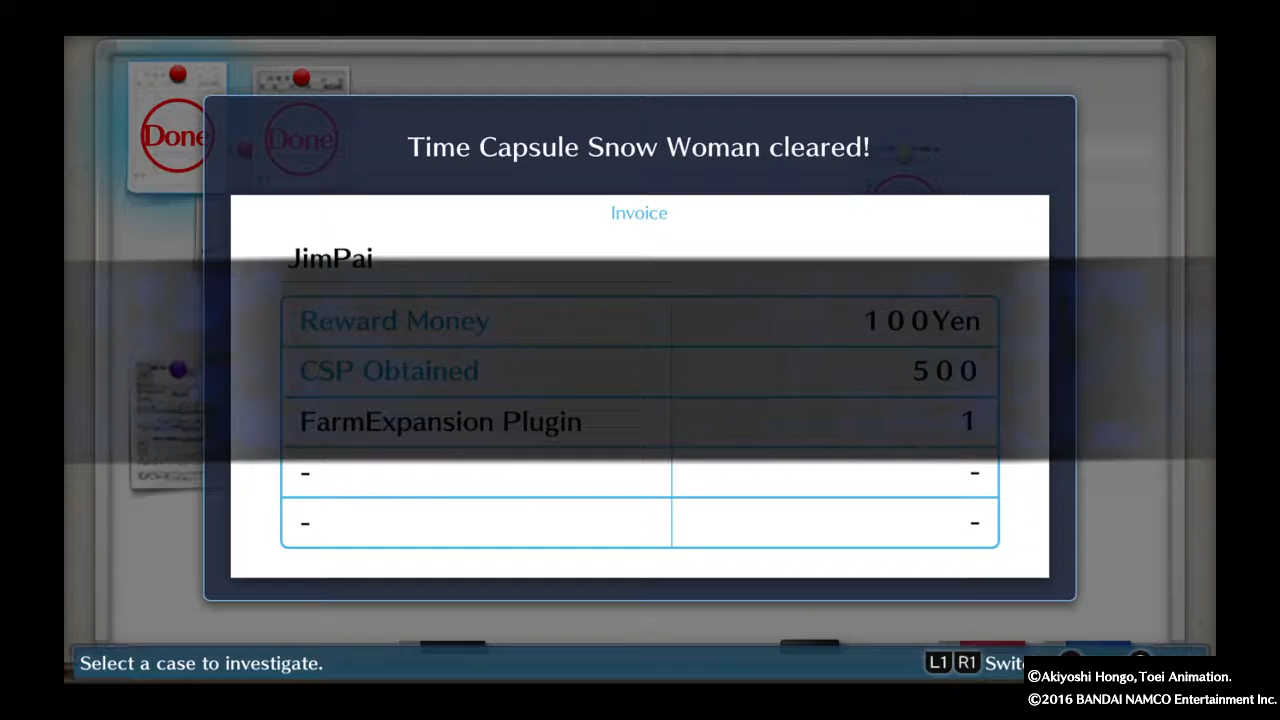 Done
Done
Time Capsule Snow Woman cleared!
Invoice
JimPai
Reward Money 100Yen
CSP Obtained 500
FarmExpansion Plugin 1
- -
- -
Select a case to investigate.
L1 R1
©Akiyoshi Hongo,Toei Animation.
©2016 BANDAI NAMCO Entertainment Inc.